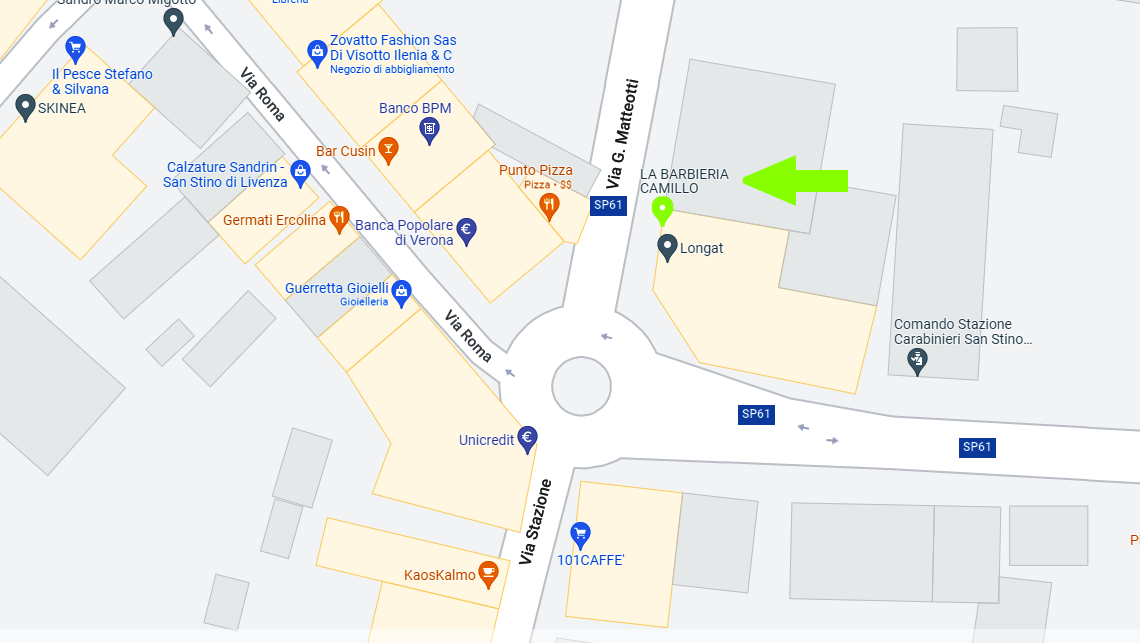 Sandro Marco Migotto
Libreria
Il Pesce Stefano
& Silvana
SKINEA
Via Roma
Zovatto Fashion Sas
Di Visotto Ilenia & C
Negozio di abbigliamento
Banco BPM
Bar Cusin
Via G. Matteotti
Calzature Sandrin -
San Stino di Livenza
Punto Pizza
Pizza • $$
LA BARBIERIA
CAMILLO
SP61
Germati Ercolina
Banca Popolare
di Verona
Longat
Guerretta Gioielli
Gioielleria
Via Roma
Comando Stazione
Carabinieri San Stino...
SP61
SP61
Unicredit
Via Stazione
101CAFFE'
KaosKalmo